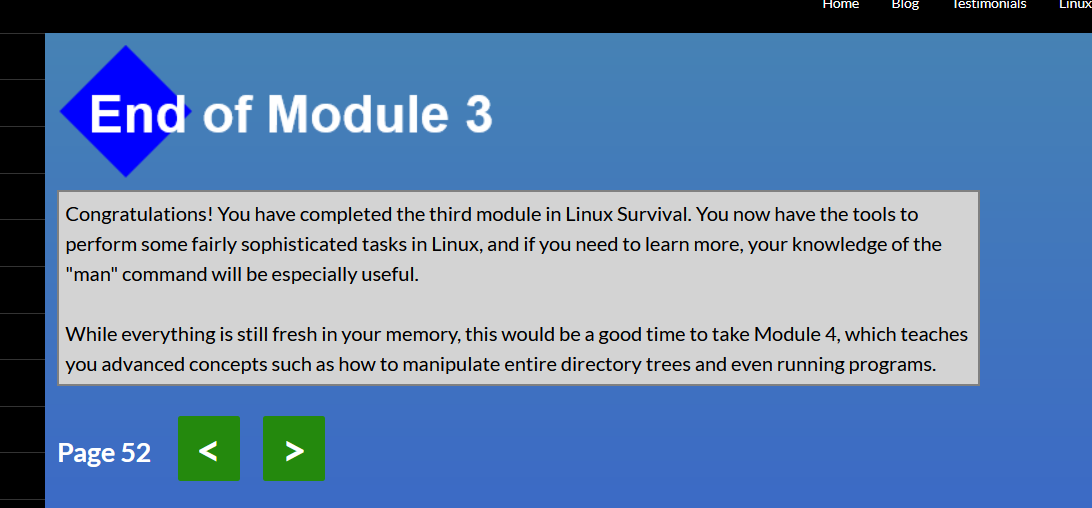 Home Blog Testimonials Linux
End of Module 3
Congratulations! You have completed the third module in Linux Survival. You now have the tools to
perform some fairly sophisticated tasks in Linux, and if you need to learn more, your knowledge of the
"man" command will be especially useful.
While everything is still fresh in your memory, this would be a good time to take Module 4, which teaches
you advanced concepts such as how to manipulate entire directory trees and even running programs.
Page 52 < >